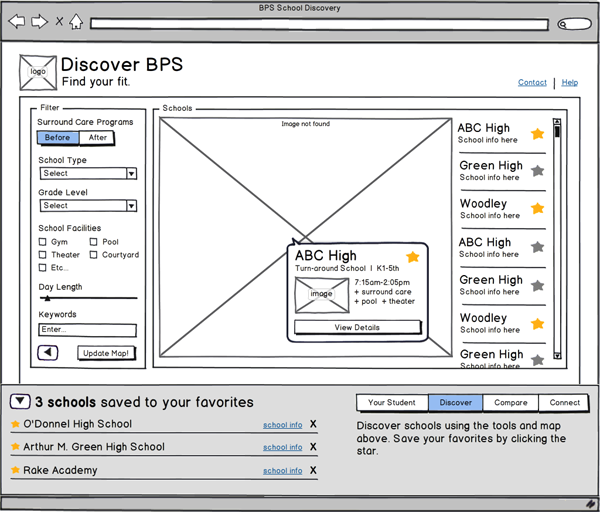 BPS School Discovery
X
logo
Discover BPS
Find your fit.
Contact | Help
Filter
Surround Care Programs
Before After
School Type
Select
Grade Level
Select
School Facilities
Gym Pool
Theater Courtyard
Etc...
Day Length
Keywords
Enter...
Update Map!
Schools
Image not found
ABC High
Turn-around School | K1-5th
image
7:15am-2:05pm
+ surround care
+ pool + theater
View Details
ABC High
School info here
Green High
School info here
Woodley
School info here
ABC High
School info here
Green High
School info here
Woodley
School info here
Green High
School info here
3 schools saved to your favorites
O'Donnel High School school info X
Arthur M. Green High School school info X
Rake Academy school info X
Your Student Discover Compare Connect
Discover schools using the tools and map
above. Save your favorites by clicking the
star.